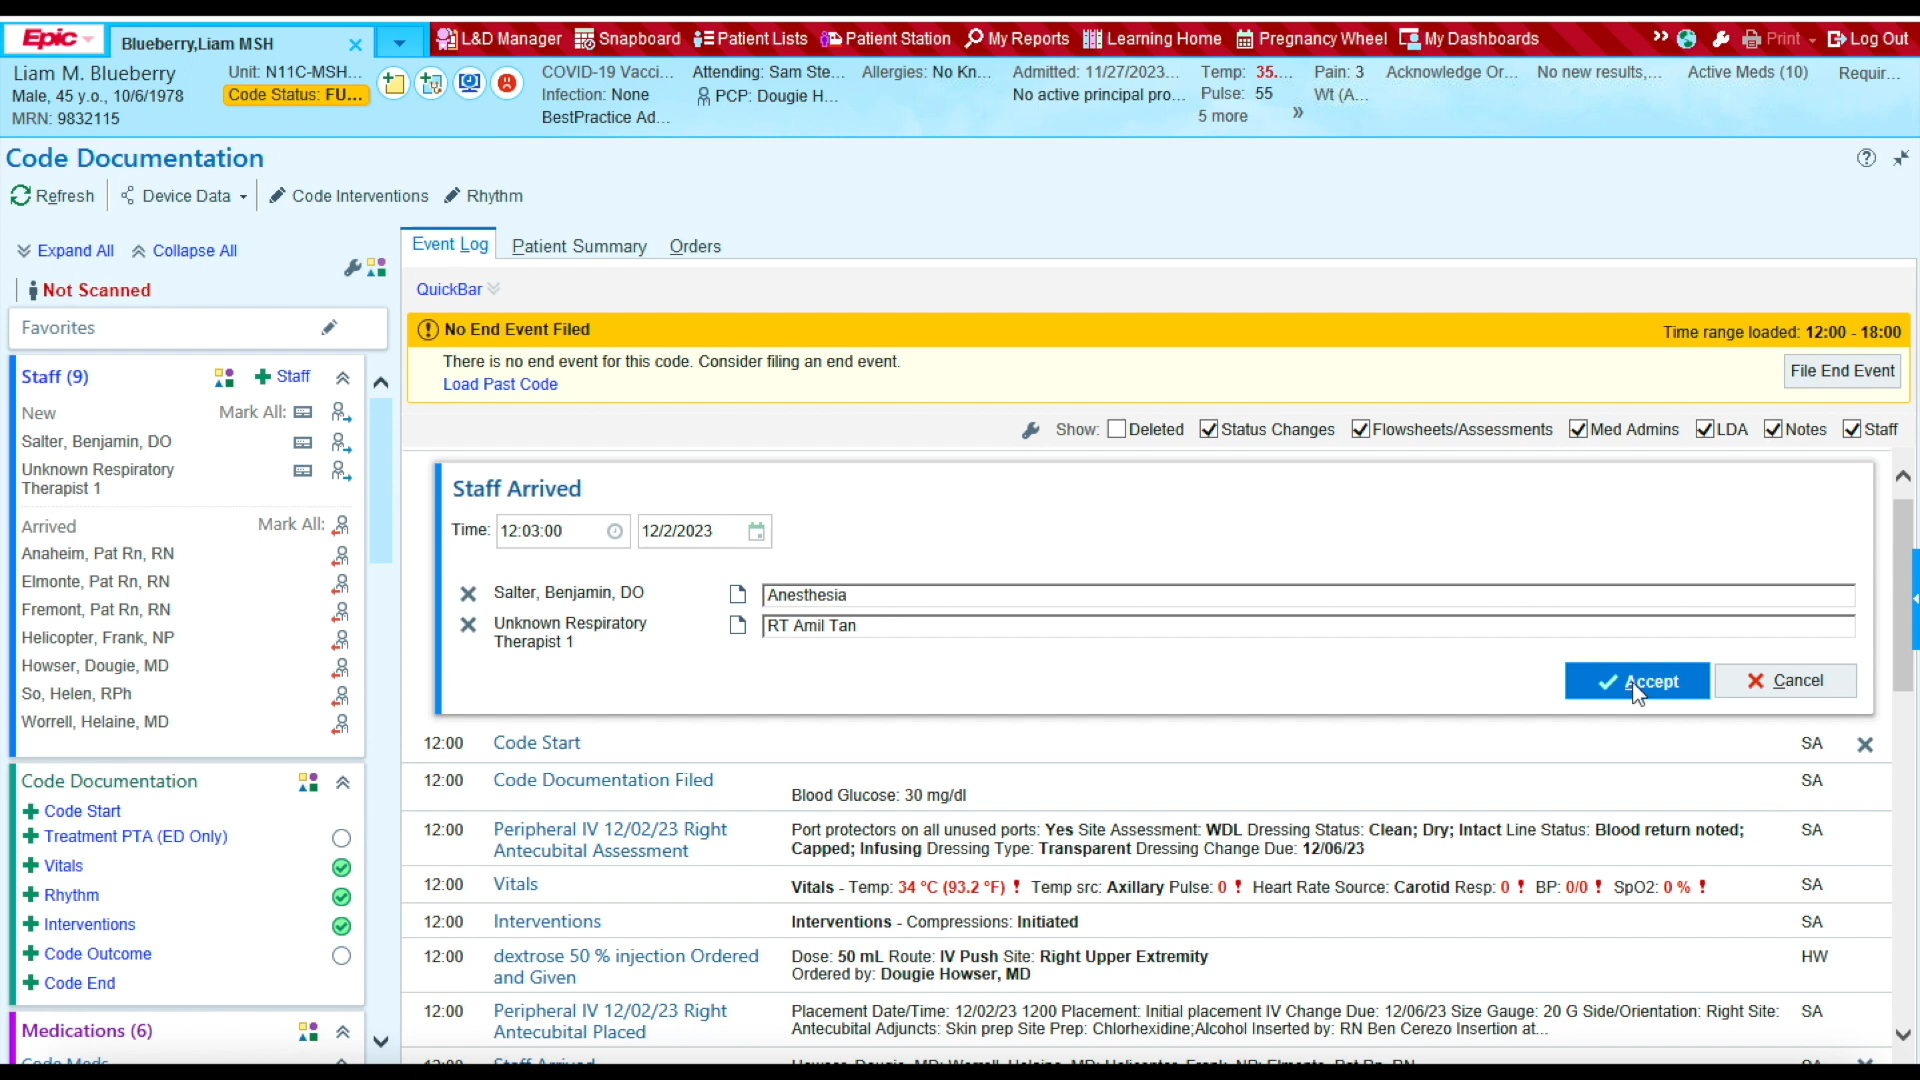 Epic
Blueberry,Liam MSH
L&D Manager
Snapboard
Patient Lists
Patient Station
My Reports
Learning Home
Pregnancy Wheel
My Dashboards
Print
Log Out
Liam M. Blueberry
Male, 45 y.o., 10/6/1978
MRN: 9832115
Unit: N11C-MSH...
Code Status: FU...
COVID-19 Vacci...
Infection: None
BestPractice Ad...
Attending: Sam Ste...
PCP: Dougie H...
Allergies: No Kn...
Admitted: 11/27/2023...
No active principal pro...
Temp: 35....
Pulse: 55
5 more
Pain: 3
Wt (A...
Acknowledge Or...
No new results,...
Active Meds (10)
Requir...
Code Documentation
Refresh
Device Data
Code Interventions
Rhythm
Expand All
Collapse All
Not Scanned
Favorites
Staff (9)
Staff
New
Mark All:
Salter, Benjamin, DO
Unknown Respiratory
Therapist 1
Arrived
Mark All:
Anaheim, Pat Rn, RN
Elmonte, Pat Rn, RN
Fremont, Pat Rn, RN
Helicopter, Frank, NP
Howser, Dougie, MD
So, Helen, RPh
Worrell, Helaine, MD
Code Documentation
Code Start
Treatment PTA (ED Only)
Vitals
Rhythm
Interventions
Code Outcome
Code End
Medications (6)
Code Meds
Event Log
Patient Summary
Orders
QuickBar
No End Event Filed
Time range loaded: 12:00 - 18:00
There is no end event for this code. Consider filing an end event.
Load Past Code
File End Event
Show:
Deleted
Status Changes
Flowsheets/Assessments
Med Admins
LDA
Notes
Staff
Staff Arrived
Time: 12:03:00
12/2/2023
Salter, Benjamin, DO
Anesthesia
Unknown Respiratory
Therapist 1
RT Amil Tan
Accept
Cancel
12:00 Code Start SA
12:00 Code Documentation Filed SA
Blood Glucose: 30 mg/dl
12:00 Peripheral IV 12/02/23 Right Port protectors on all unused ports: Yes Site Assessment: WDL Dressing Status: Clean; Dry; Intact Line Status: Blood return noted; SA
Antecubital Assessment Capped; Infusing Dressing Type: Transparent Dressing Change Due: 12/06/23
12:00 Vitals Vitals - Temp: 34 °C (93.2 °F) ! Temp src: Axillary Pulse: 0 ! Heart Rate Source: Carotid Resp: 0 ! BP: 0/0 ! SpO2: 0 % ! SA
12:00 Interventions Interventions - Compressions: Initiated SA
12:00 dextrose 50 % injection Ordered Dose: 50 mL Route: IV Push Site: Right Upper Extremity HW
and Given Ordered by: Dougie Howser, MD
12:00 Peripheral IV 12/02/23 Right Placement Date/Time: 12/02/23 1200 Placement: Initial placement IV Change Due: 12/06/23 Size Gauge: 20 G Side/Orientation: Right Site: SA
Antecubital Placed Antecubital Adjuncts: Skin prep Site Prep: Chlorhexidine;Alcohol Inserted by: RN Ben Cerezo Insertion at...
12:00 Staff Arrived Howser, Dougie, MD; Worrell, Helaine, MD; Helicopter, Frank, NP; Elmonte, Pat Rn, RN SA